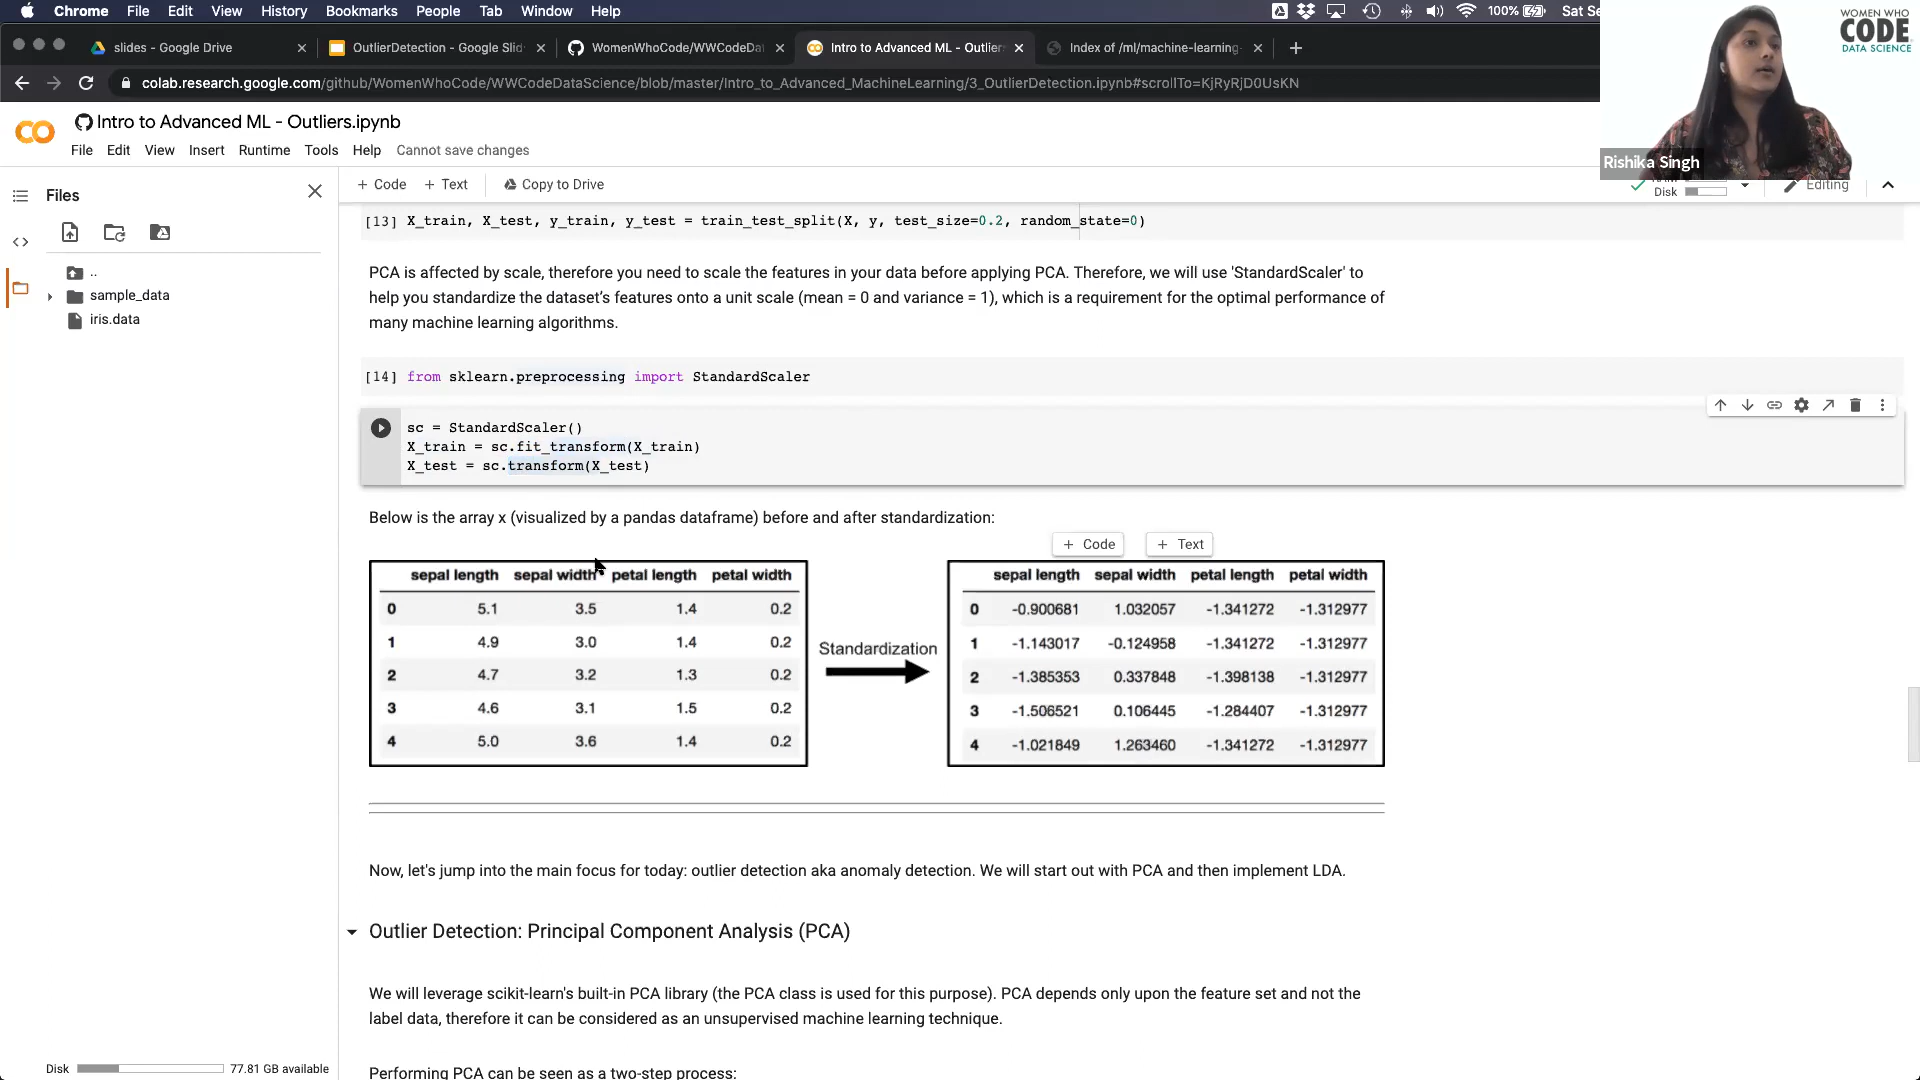 Chrome File Edit View History Bookmarks People Tab Window Help 100% Sat Se
slides - Google Drive OutlierDetection - Google Slid WomenWhoCode/WWCodeDat Intro to Advanced ML - Outlier Index of /ml/machine-learning-
colab.research.google.com/github/WomenWhoCode/WWCodeDataScience/blob/master/Intro_to_Advanced_MachineLearning/3_OutlierDetection.ipynb#scrollTo=KjRyRjD0UsKN
WOMEN WHO
CODE
DATA SCIENCE
Rishika Singh
CO Intro to Advanced ML - Outliers.ipynb
File Edit View Insert Runtime Tools Help Cannot save changes
Files
+ Code + Text Copy to Drive
Disk Editing
..
sample_data
iris.data
[13] X_train, X_test, y_train, y_test = train_test_split(X, y, test_size=0.2, random_state=0)
PCA is affected by scale, therefore you need to scale the features in your data before applying PCA. Therefore, we will use 'StandardScaler' to
help you standardize the dataset's features onto a unit scale (mean = 0 and variance = 1), which is a requirement for the optimal performance of
many machine learning algorithms.
[14] from sklearn.preprocessing import StandardScaler
sc = StandardScaler()
X_train = sc.fit_transform(X_train)
X_test = sc.transform(X_test)
Below is the array x (visualized by a pandas dataframe) before and after standardization:
+ Code + Text
sepal length sepal width petal length petal width
0 5.1 3.5 1.4 0.2
1 4.9 3.0 1.4 0.2
2 4.7 3.2 1.3 0.2
3 4.6 3.1 1.5 0.2
4 5.0 3.6 1.4 0.2
Standardization
sepal length sepal width petal length petal width
0 -0.900681 1.032057 -1.341272 -1.312977
1 -1.143017 -0.124958 -1.341272 -1.312977
2 -1.385353 0.337848 -1.398138 -1.312977
3 -1.506521 0.106445 -1.284407 -1.312977
4 -1.021849 1.263460 -1.341272 -1.312977
Now, let's jump into the main focus for today: outlier detection aka anomaly detection. We will start out with PCA and then implement LDA.
Outlier Detection: Principal Component Analysis (PCA)
We will leverage scikit-learn's built-in PCA library (the PCA class is used for this purpose). PCA depends only upon the feature set and not the
label data, therefore it can be considered as an unsupervised machine learning technique.
Performing PCA can be seen as a two-step process:
Disk 77.81 GB available